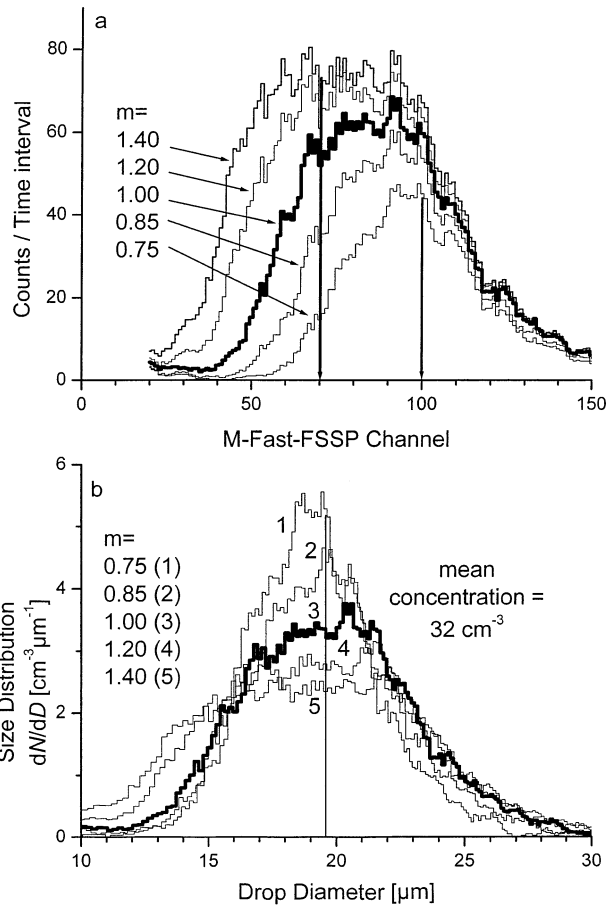 a
80
60
40
20
0
Counts / Time interval
m=
1.40
1.20
1.00
0.85
0.75
0 50 100 150
M-Fast-FSSP Channel
b
6
4
2
0
Size Distribution
dN/dD [cm-3μm-1]
m=
0.75 (1)
0.85 (2)
1.00 (3)
1.20 (4)
1.40 (5)
1
2
3
4
5
mean
concentration =
32 cm-3
10 15 20 25 30
Drop Diameter [μm]